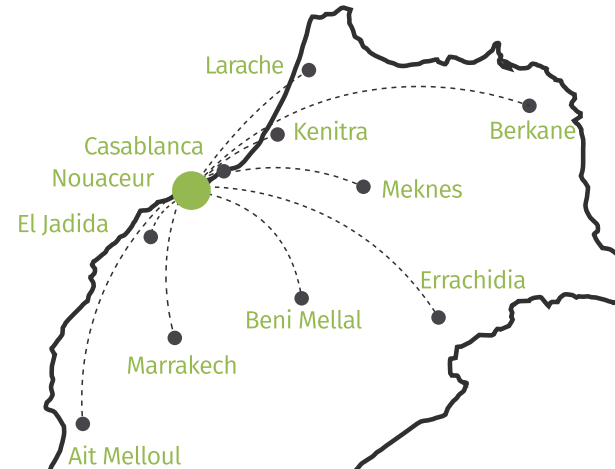 Larache
Kenitra
Berkane
Casablanca
Nouaceur
Meknes
El Jadida
Errachidia
Beni Mellal
Marrakech
Ait Melloul